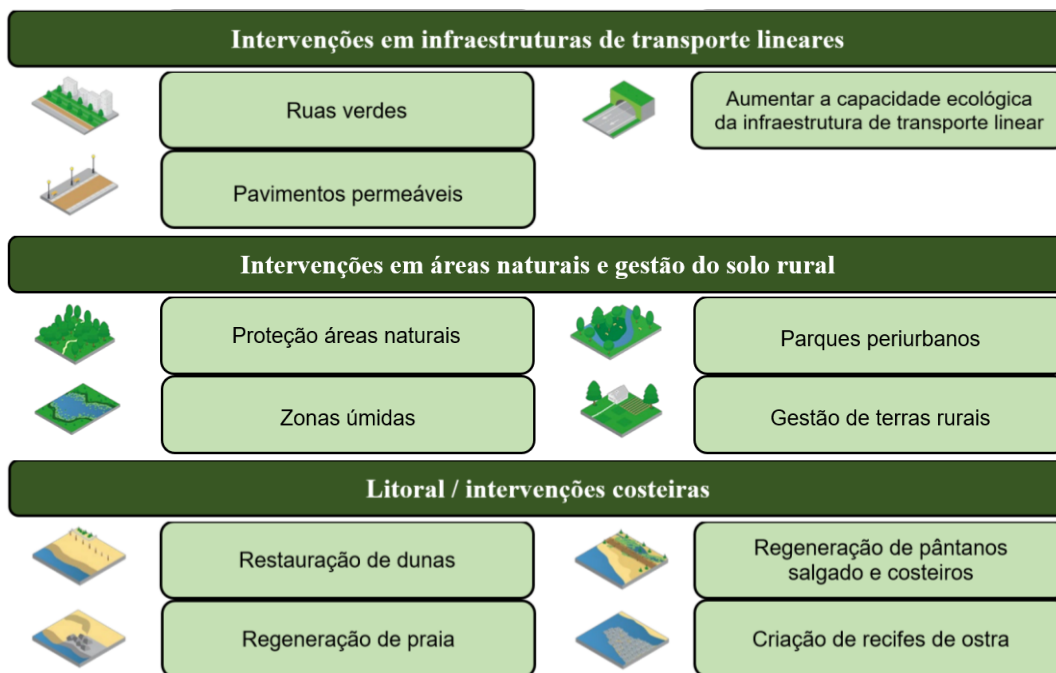 Intervenções em infraestruturas de transporte lineares
Ruas verdes
Aumentar a capacidade ecológica
da infraestrutura de transporte linear
Pavimentos permeáveis
Intervenções em áreas naturais e gestão do solo rural
Proteção áreas naturais
Parques periurbanos
Zonas úmidas
Gestão de terras rurais
Litoral / intervenções costeiras
Restauração de dunas
Regeneração de pântanos
salgado e costeiros
Regeneração de praia
Criação de recifes de ostra